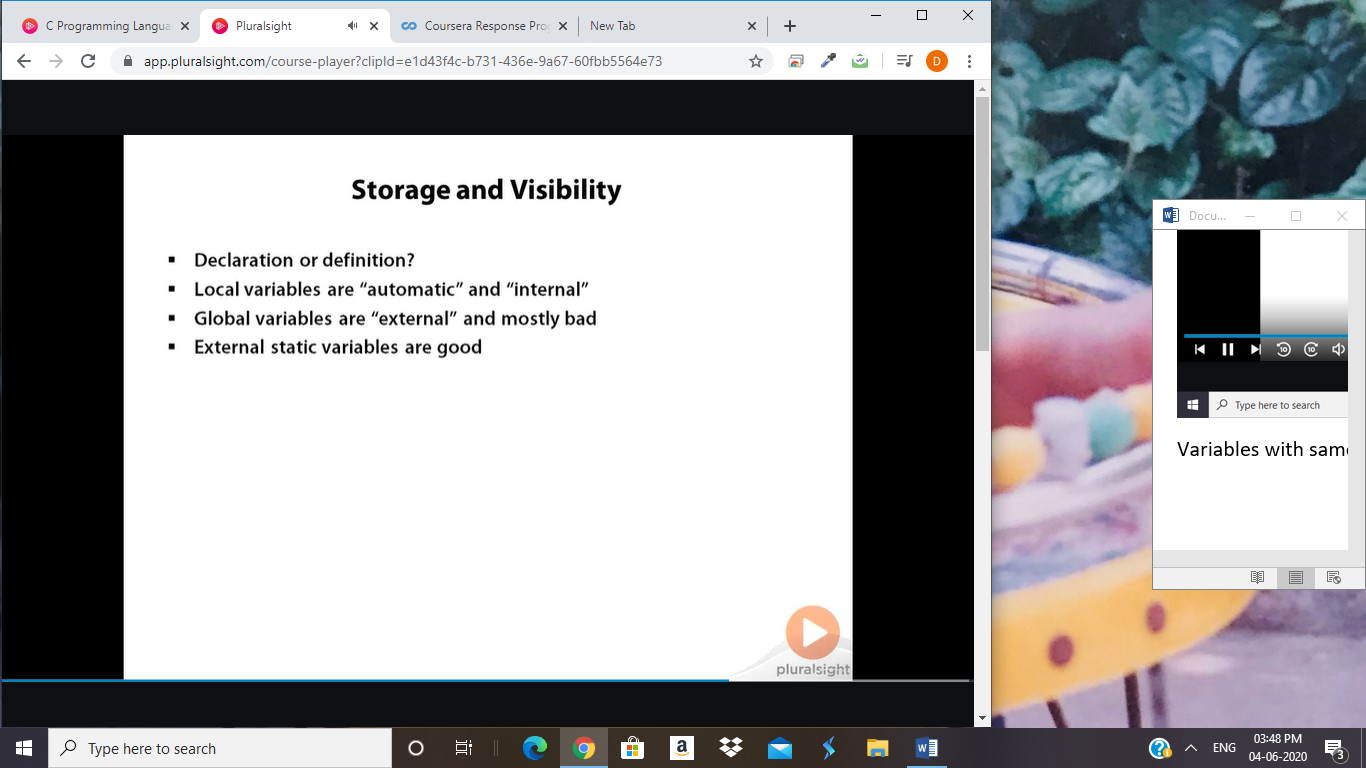 C Programming Langua
Pluralsight
Coursera Response Pro
New Tab
app.pluralsight.com/course-player?clipId=e1d43f4c-b731-436e-9a67-60fbb5564e73
D
Storage and Visibility
Declaration or definition?
Local variables are “automatic” and “internal”
Global variables are “external” and mostly bad
External static variables are good
pluralsight
Docu...
10
10
Type here to search
Variables with same
Type here to search
ENG
03:48 PM
04-06-2020
3